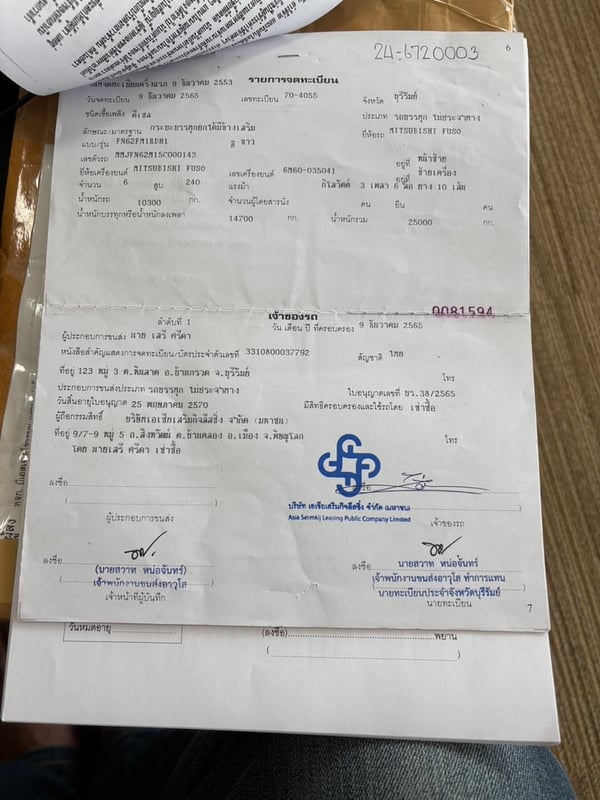 24-6720003
6
รายการจดทะเบียน
9 ธันวาคม 2553
วันจดทะเบียน 9 ธันวาคม 2565 เลขทะเบียน 70-4055 จังหวัด บุรีรัมย์
ชนิดเชื้อเพลิง ดีเซล ประเภท รถบรรทุก ไม่ประจำทาง
ลักษณะ/มาตรฐาน กระบะบรรทุกยกได้มีข้างเสริม ยี่ห้อรถ MITSUBISHI FUSO
แบบ/รุ่น FN62FM1RDH1 สี ขาว
เลขตัวรถ MMJFN62M15C000143 อยู่ที่ หน้าซ้าย
ยี่ห้อเครื่องยนต์ MITSUBISHI FUSO เลขเครื่องยนต์ 6M60-035041 อยู่ที่ ซ้ายเครื่อง
จำนวน 6 สูบ 240 แรงม้า กิโลวัตต์ 3 เพลา 6 ล้อ ยาง 10 เส้น
น้ำหนักรถ 10300 กก. จำนวนผู้โดยสารนั่ง คน ยืน คน
น้ำหนักบรรทุกหรือน้ำหนักลงเพลา 14700 กก. น้ำหนักรวม 25000 กก.
เจ้าของรถ 0081594
ลำดับที่ 1 วัน เดือน ปี ที่ครอบครอง 9 ธันวาคม 2565
ผู้ประกอบการขนส่ง นาย เสรี ศรีดา
หนังสือสำคัญแสดงการจดทะเบียน/บัตรประจำตัวเลขที่ 3310800037792 สัญชาติ ไทย
ที่อยู่ 123 หมู่ 3 อ.บ้านกรวด จ.บุรีรัมย์ โทร
ประกอบการขนส่งประเภท รถบรรทุก ไม่ประจำทาง ใบอนุญาตเลขที่ บร.38/2565
วันสิ้นอายุใบอนุญาต 25 พฤษภาคม 2570 มีสิทธิครอบครองและใช้รถโดย เช่าซื้อ
ผู้ถือกรรมสิทธิ์ บริษัทเอเซียเสริมกิจลีสซิ่ง จำกัด (มหาชน)
ที่อยู่ 9/7-9 หมู่ 5 ถ.สิงหวัฒน์ ต.บ้านคลอง อ.เมือง จ.พิษณุโลก โทร
โดย นายเสรี ศรีดา เช่าซื้อ
ลงชื่อ ลงชื่อ
บริษัท เอเซียเสริมกิจลีสซิ่ง จำกัด (มหาชน)
Asia Sermkij Leasing Public Company Limited
ผู้ประกอบการขนส่ง เจ้าของรถ
ลงชื่อ ลงชื่อ
(นายสวาท หน่อจันทร์) นายสวาท หน่อจันทร์
เจ้าพนักงานขนส่งอาวุโส เจ้าพนักงานขนส่งอาวุโส ทำการแทน
เจ้าหน้าที่ผู้บันทึก นายทะเบียนประจำจังหวัดบุรีรัมย์
นายทะเบียน
7
วันหมดอายุ
(ลงชื่อ) พยาน